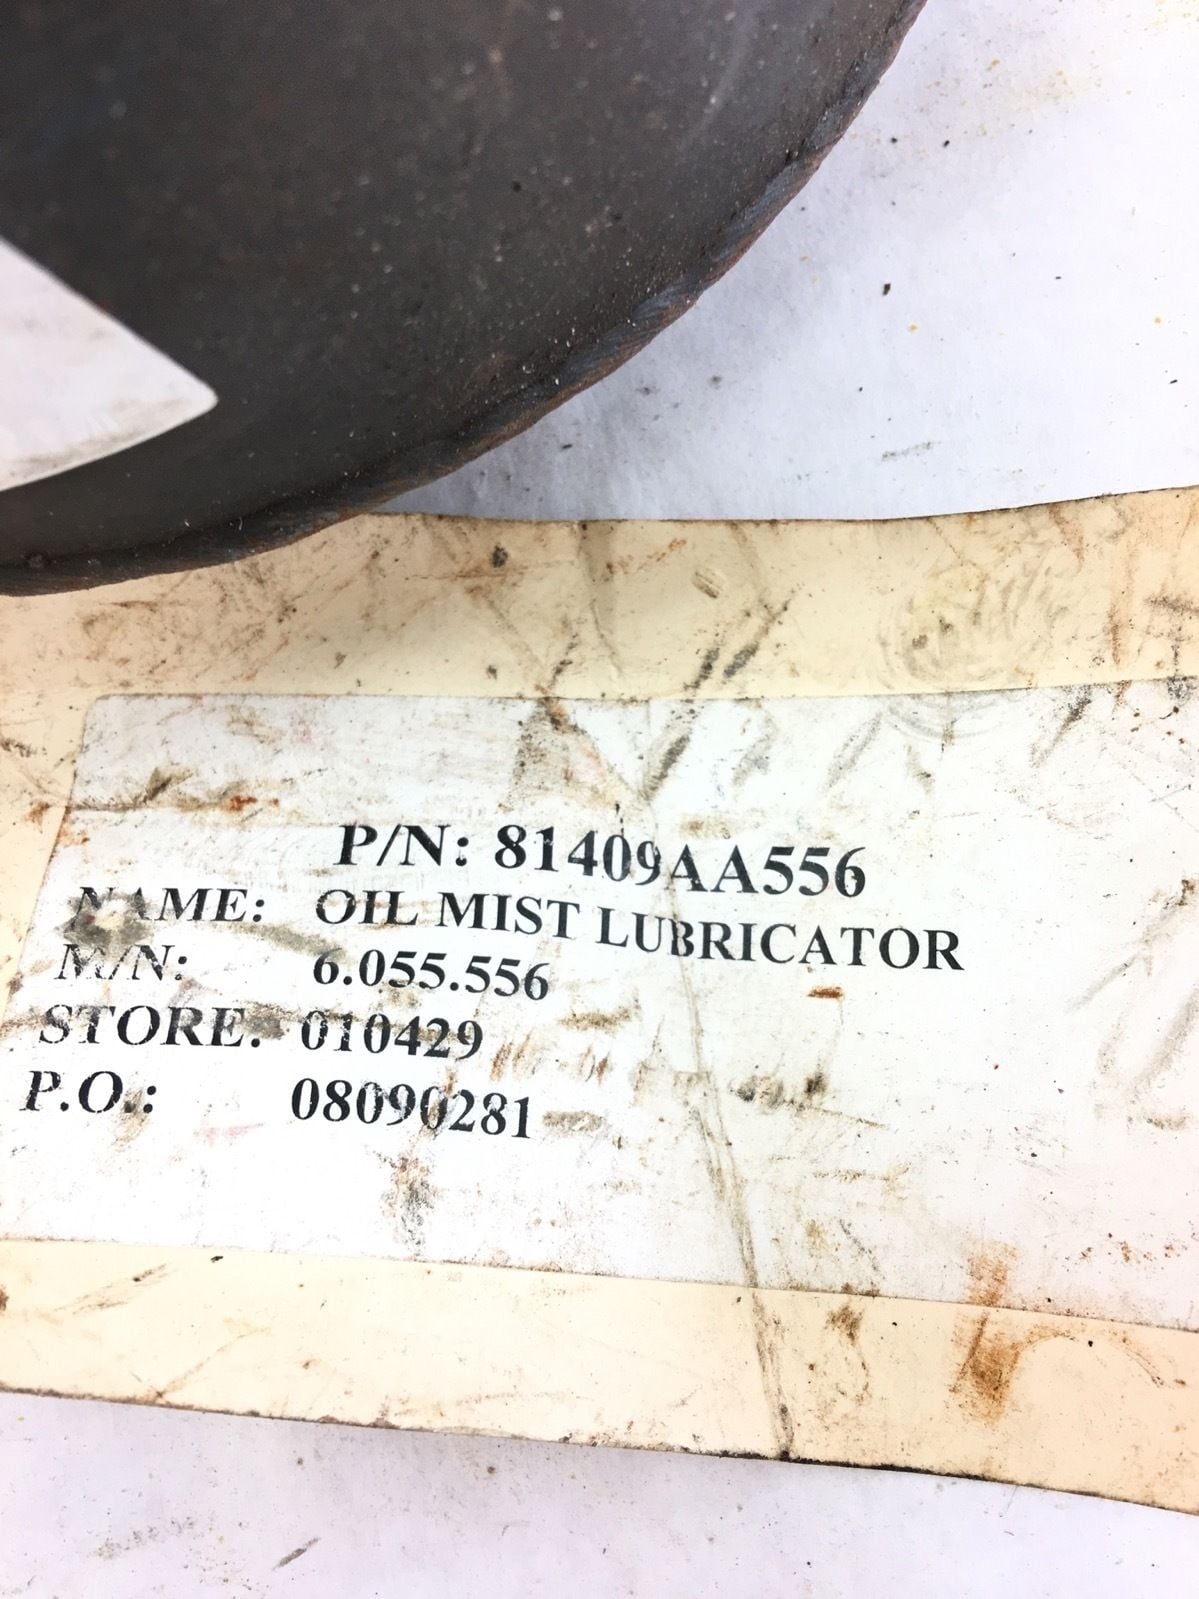 P/N: 81409AA556
NAME: OIL MIST LUBRICATOR
M/N: 6.055.556
STORE: 010429
P.O.: 08090281